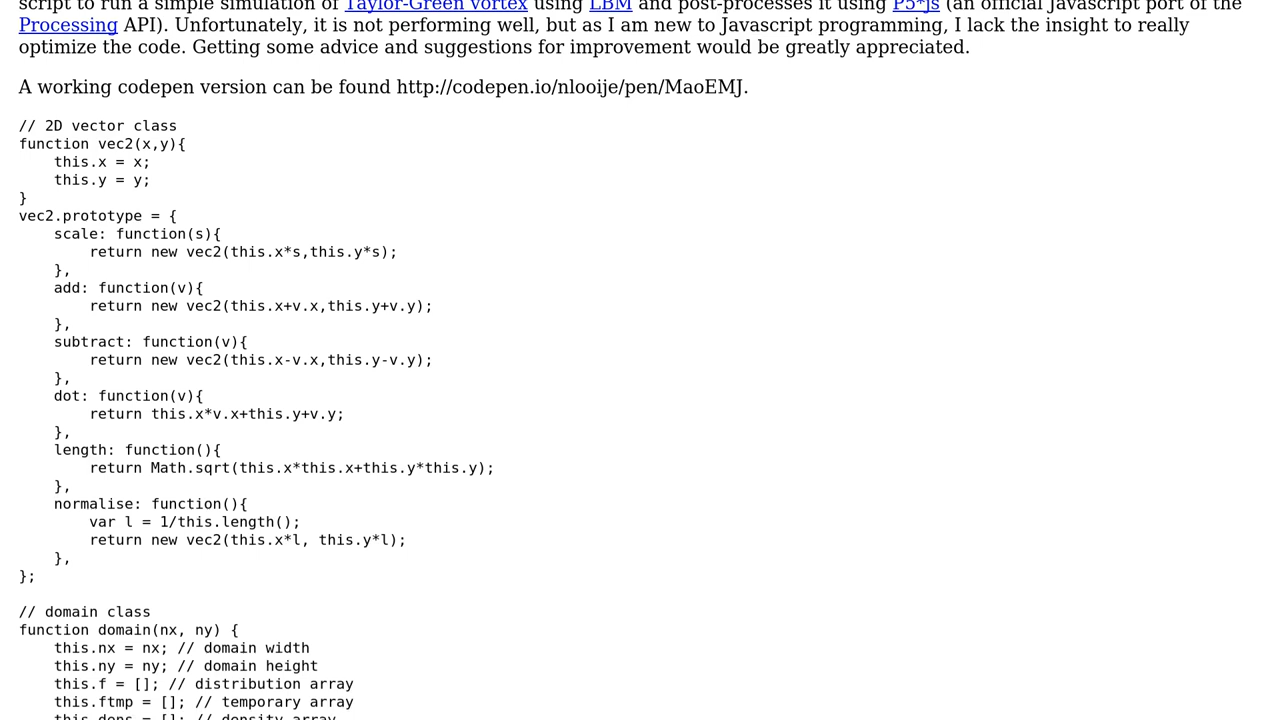 script to run a simple simulation of Taylor-Green vortex using LBM and post-processes it using P5*js (an official Javascript port of the
Processing API). Unfortunately, it is not performing well, but as I am new to Javascript programming, I lack the insight to really
optimize the code. Getting some advice and suggestions for improvement would be greatly appreciated.
A working codepen version can be found http://codepen.io/nlooije/pen/MaoEMJ.
// 2D vector class
function vec2(x,y){
    this.x = x;
    this.y = y;
}
vec2.prototype = {
    scale: function(s){
        return new vec2(this.x*s,this.y*s);
    },
    add: function(v){
        return new vec2(this.x+v.x,this.y+v.y);
    },
    subtract: function(v){
        return new vec2(this.x-v.x,this.y-v.y);
    },
    dot: function(v){
        return this.x*v.x+this.y+v.y;
    },
    length: function(){
        return Math.sqrt(this.x*this.x+this.y*this.y);
    },
    normalise: function(){
        var l = 1/this.length();
        return new vec2(this.x*l, this.y*l);
    },
};
// domain class
function domain(nx, ny) {
    this.nx = nx; // domain width
    this.ny = ny; // domain height
    this.f = []; // distribution array
    this.ftmp = []; // temporary array
    this.dens = []; // density array